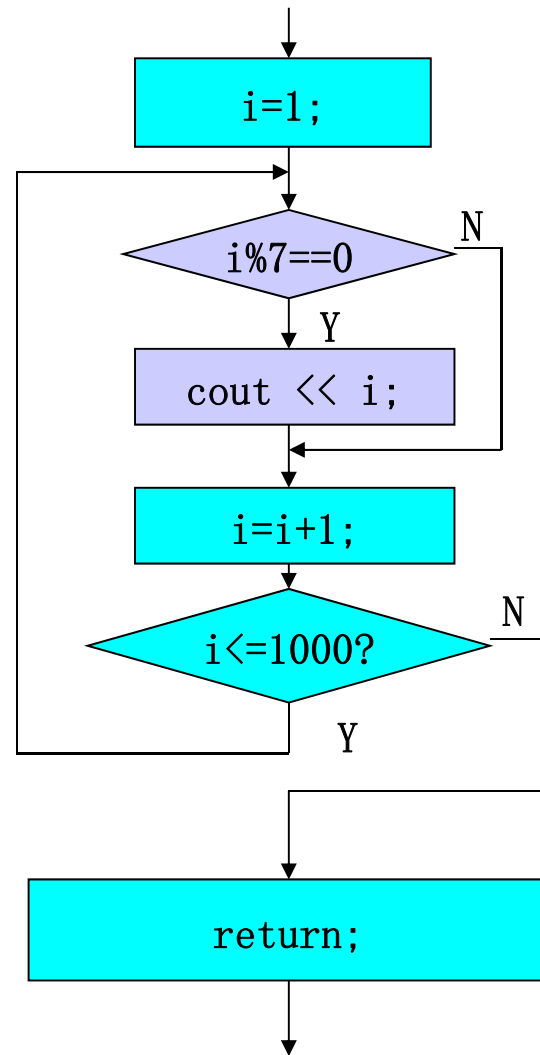 i=1;
i%7==0
N
Y
cout << i;
i=i+1;
N
i<=1000?
Y
return;